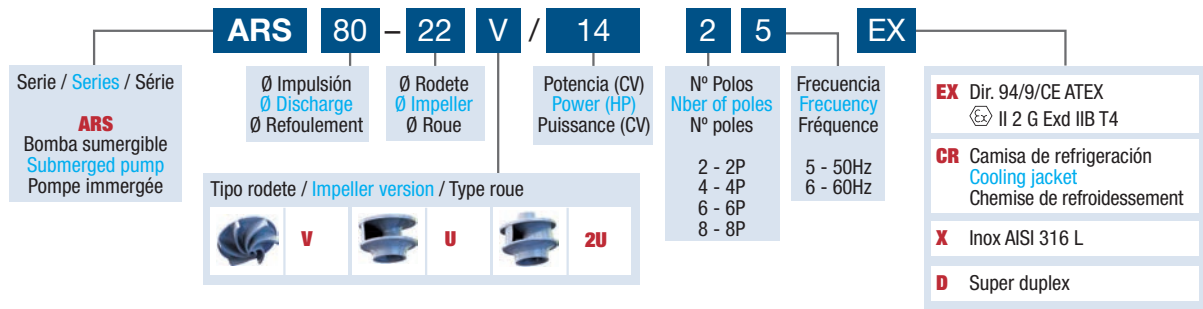 ARS 80 – 22 V / 14 2 5 EX
Serie / Series / Série
ARS
Bomba sumergible
Submerged pump
Pompe immergée
Ø Impulsión
Ø Discharge
Ø Refoulement
Ø Rodete
Ø Impeller
Ø Roue
Potencia (CV)
Power (HP)
Puissance (CV)
Nº Polos
Nber of poles
N° poles
2 - 2P
4 - 4P
6 - 6P
8 - 8P
Frecuencia
Frecuency
Fréquence
5 - 50Hz
6 - 60Hz
Tipo rodete / Impeller version / Type roue
V
U
2U
EX Dir. 94/9/CE ATEX
Ex II 2 G Exd IIB T4
CR Camisa de refrigeración
Cooling jacket
Chemise de refroidessement
X Inox AISI 316 L
D Super duplex